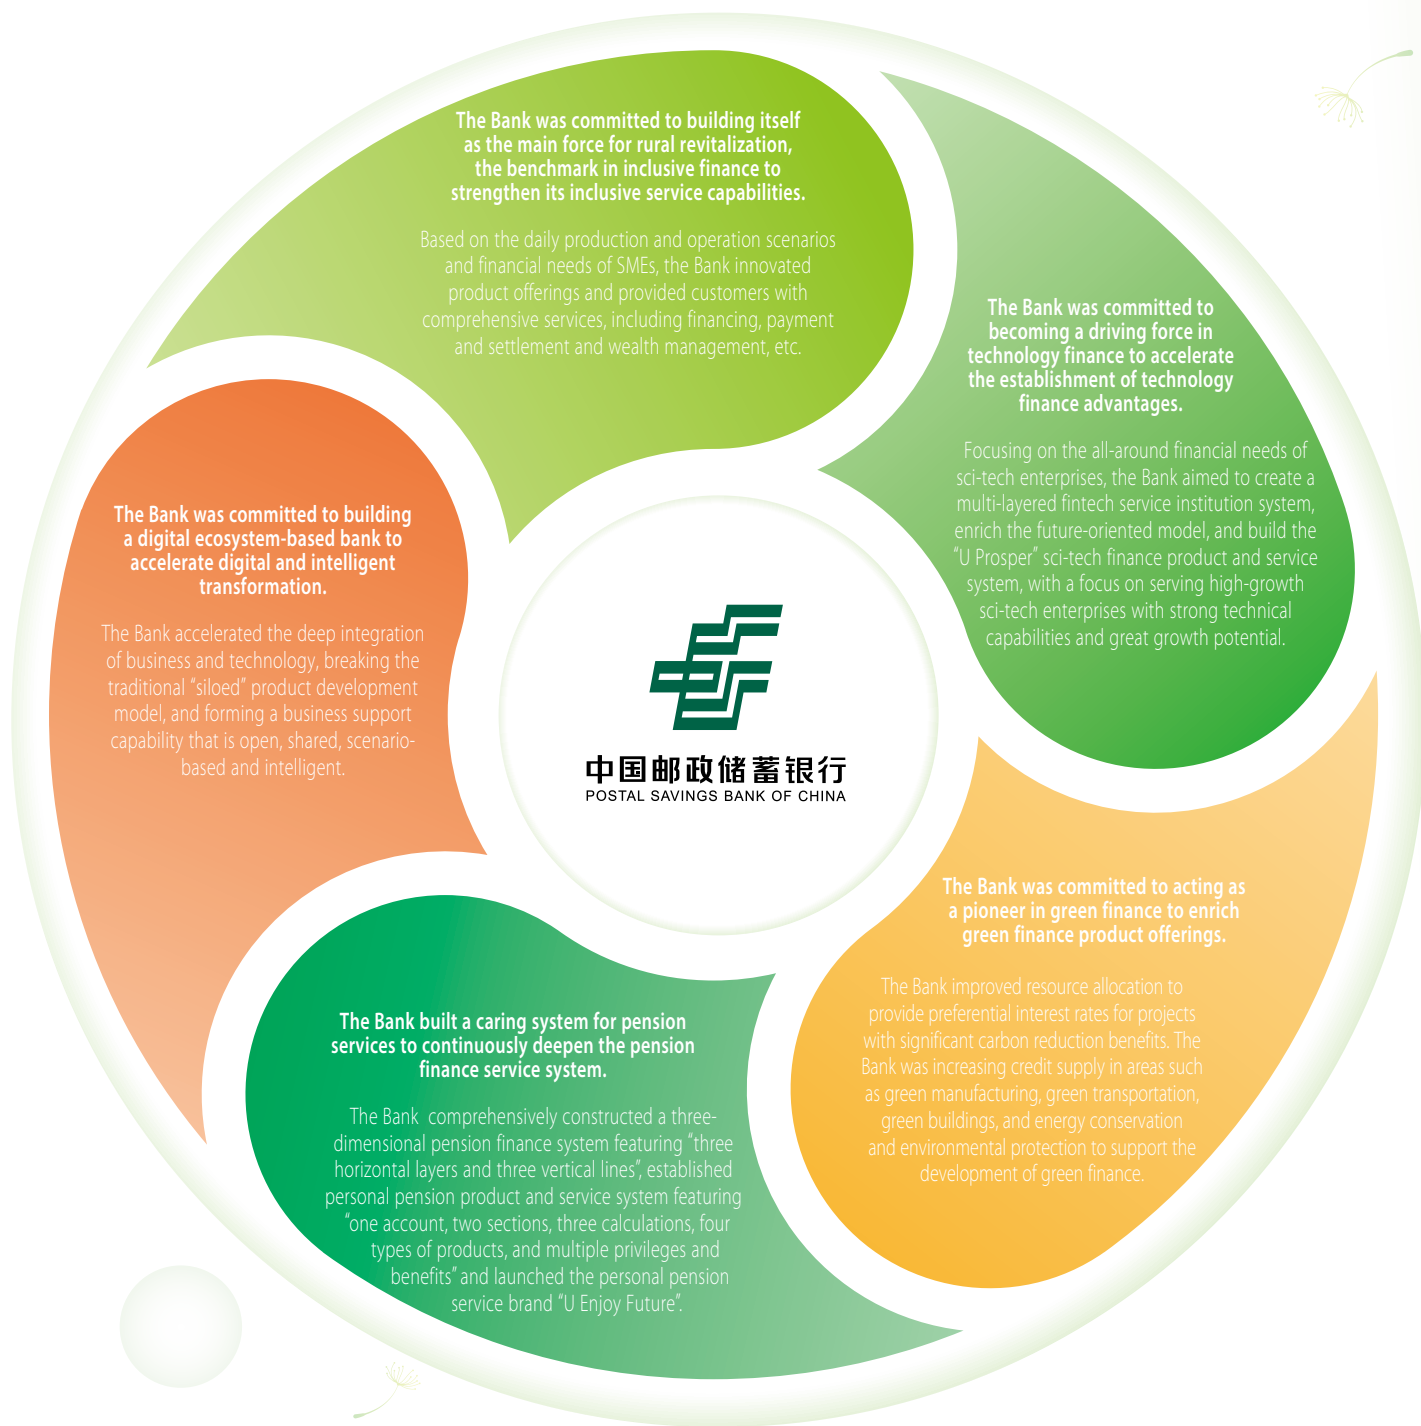 The Bank was committed to building itself
as the main force for rural revitalization,
the benchmark in inclusive finance to
strengthen its inclusive service capabilities.
Based on the daily production and operation scenarios
and financial needs of SMEs, the Bank innovated
product offerings and provided customers with
comprehensive services, including financing, payment
and settlement and wealth management, etc.
The Bank was committed to
becoming a driving force in
technology finance to accelerate
the establishment of technology
finance advantages.
Focusing on the all-around financial needs of
sci-tech enterprises, the Bank aimed to create a
multi-layered fintech service institution system,
enrich the future-oriented model, and build the
“U Prosper” sci-tech finance product and service
system, with a focus on serving high-growth
sci-tech enterprises with strong technical
capabilities and great growth potential.
The Bank was committed to building
a digital ecosystem-based bank to
accelerate digital and intelligent
transformation.
The Bank accelerated the deep integration
of business and technology, breaking the
traditional “siloed” product development
model, and forming a business support
capability that is open, shared, scenario-
based and intelligent.
中国邮政储蓄银行
POSTAL SAVINGS BANK OF CHINA
The Bank was committed to acting as
a pioneer in green finance to enrich
green finance product offerings.
The Bank improved resource allocation to
provide preferential interest rates for projects
with significant carbon reduction benefits. The
Bank was increasing credit supply in areas such
as green manufacturing, green transportation,
green buildings, and energy conservation
and environmental protection to support the
development of green finance.
The Bank built a caring system for pension
services to continuously deepen the pension
finance service system.
The Bank comprehensively constructed a three-
dimensional pension finance system featuring “three
horizontal layers and three vertical lines”, established
personal pension product and service system featuring
“one account, two sections, three calculations, four
types of products, and multiple privileges and
benefits” and launched the personal pension
service brand “U Enjoy Future”.